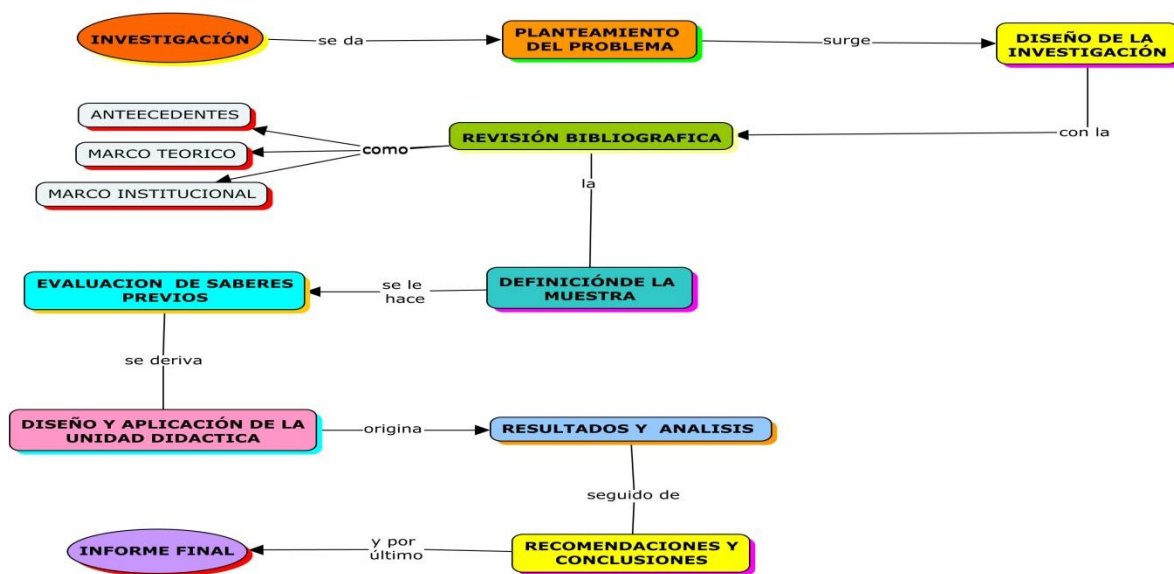 INVESTIGACIÓN
se da
PLANTEAMIENTO
DEL PROBLEMA
surge
DISEÑO DE LA
INVESTIGACIÓN
con la
REVISIÓN BIBLIOGRAFICA
como
ANTEECEDENTES
MARCO TEORICO
MARCO INSTITUCIONAL
la
DEFINICIÓNDE LA
MUESTRA
se le
hace
EVALUACION DE SABERES
PREVIOS
se deriva
DISEÑO Y APLICACIÓN DE LA
UNIDAD DIDACTICA
origina
RESULTADOS Y ANALISIS
seguido de
RECOMENDACIONES Y
CONCLUSIONES
y por
último
INFORME FINAL